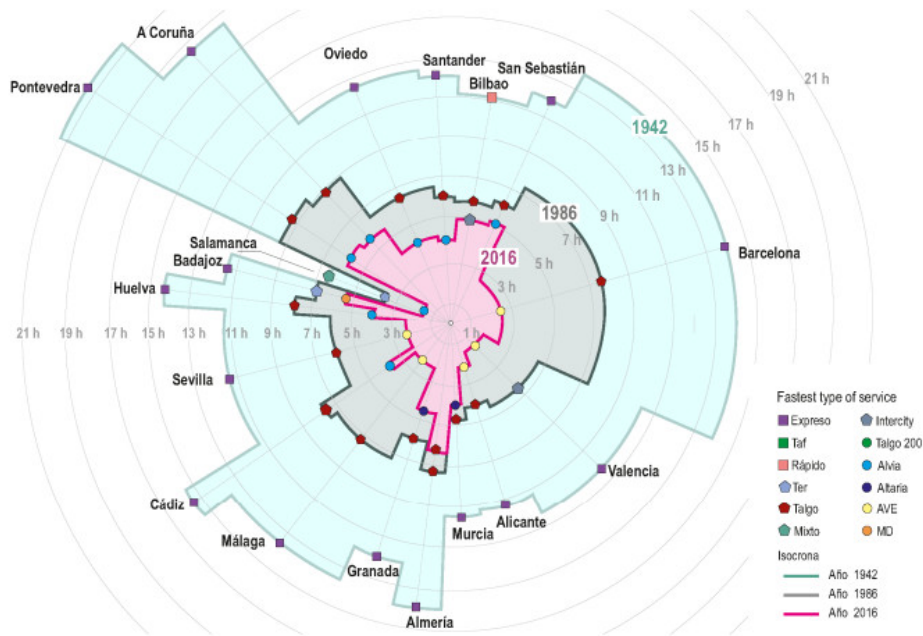 A Coruña
Oviedo
Santander
San Sebastián
Bilbao
21 h
19 h
17 h
15 h
13 h
11 h
9 h
7 h
5 h
3 h
Pontevedra
1942
1986
2016
Salamanca
Badajoz
Huelva
Barcelona
21 h 19 h 17 h 15 h 13 h 11 h 9 h 7 h 5 h 3 h 1 h
Sevilla
Cádiz
Málaga
Granada
Almería
Murcia
Alicante
Valencia
Fastest type of service
Expreso Intercity
Taf Talgo 200
Rápido Alvia
Ter Altaria
Talgo AVE
Mixto MD
Isocrona
Año 1942
Año 1986
Año 2016